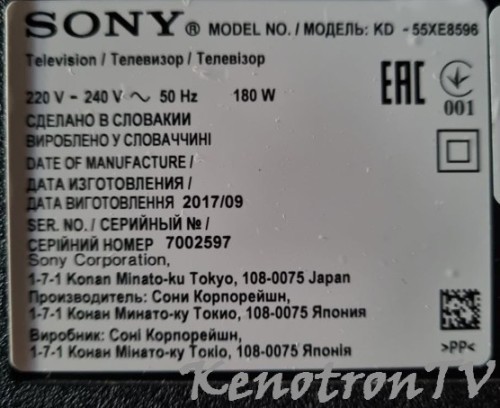 SONY® MODEL NO. / МОДЕЛЬ: KD - 55XE8596
Television / Телевизор / Телевізор
220 V - 240 V ~ 50 Hz 180 W
EAC
001
СДЕЛАНО В СЛОВАКИИ
ВИРОБЛЕНО У СЛОВАЧЧИНІ
DATE OF MANUFACTURE /
ДАТА ИЗГОТОВЛЕНИЯ /
ДАТА ВИГОТОВЛЕННЯ 2017/09
SER. NO. / СЕРИЙНЫЙ № /
СЕРІЙНИЙ НОМЕР 7002597
Sony Corporation,
1-7-1 Konan Minato-ku Tokyo, 108-0075 Japan
Производитель: Сони Корпорейшн,
1-7-1 Конан Минато-ку Токио, 108-0075 Япония
Виробник: Соні Корпорейшн,
1-7-1 Конан Мінато-ку Токіо, 108-0075 Японія
>PP<
KenotronTV